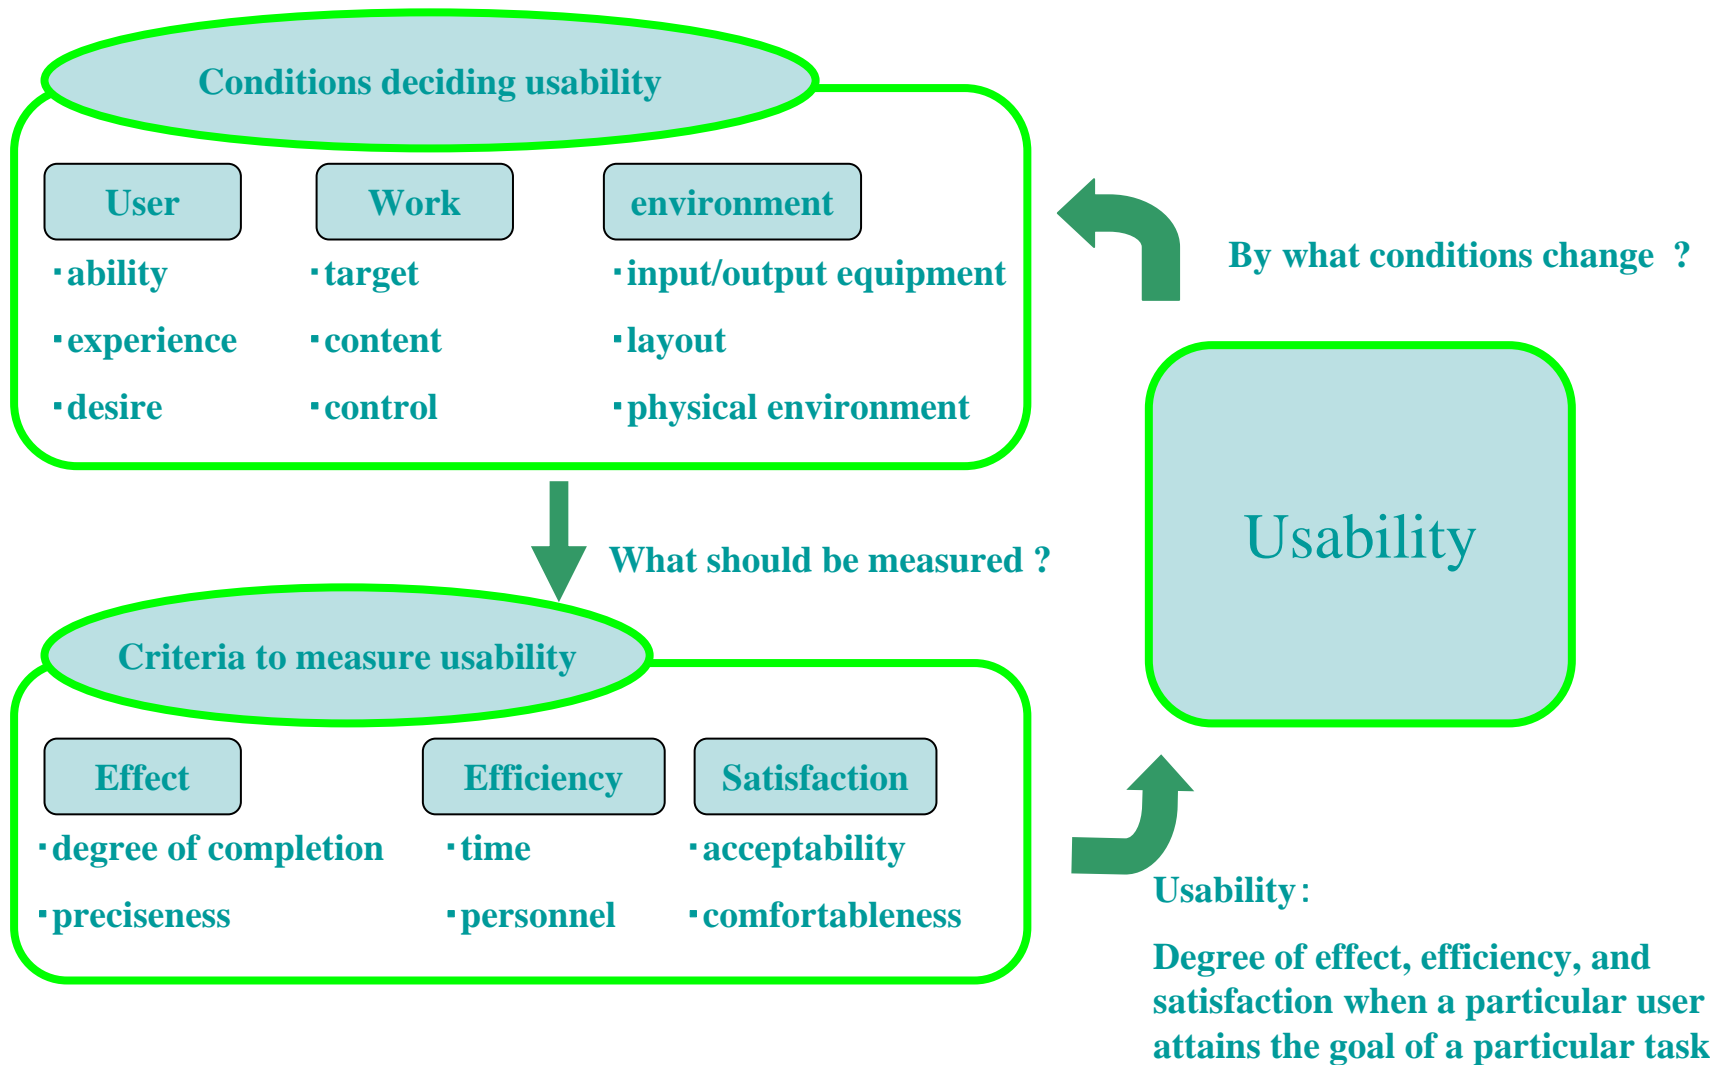 Conditions deciding usability
User
Work
environment
・ability
・target
・input/output equipment
・experience
・content
・layout
・desire
・control
・physical environment
By what conditions change ?
Usability
What should be measured ?
Criteria to measure usability
Effect
Efficiency
Satisfaction
・degree of completion
・time
・acceptability
・preciseness
・personnel
・comfortableness
Usability：
Degree of effect, efficiency, and
satisfaction when a particular user
attains the goal of a particular task